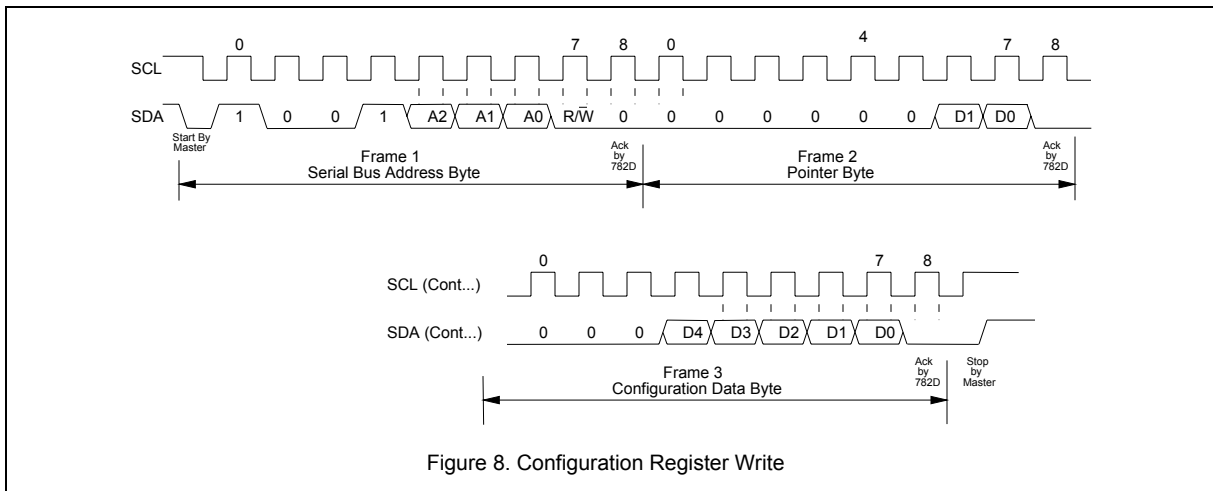 0 7 8 0 4 7 8
SCL
SDA 1 0 0 1 A2 A1 A0 R/W̅ 0 0 0 0 0 0 0 D1 D0
Start By
Master
Ack
by
782D
Ack
by
782D
Frame 1
Serial Bus Address Byte
Frame 2
Pointer Byte
0 7 8
SCL (Cont...)
SDA (Cont...) 0 0 0 D4 D3 D2 D1 D0
Ack
by
782D
Stop
by
Master
Frame 3
Configuration Data Byte
Figure 8. Configuration Register Write